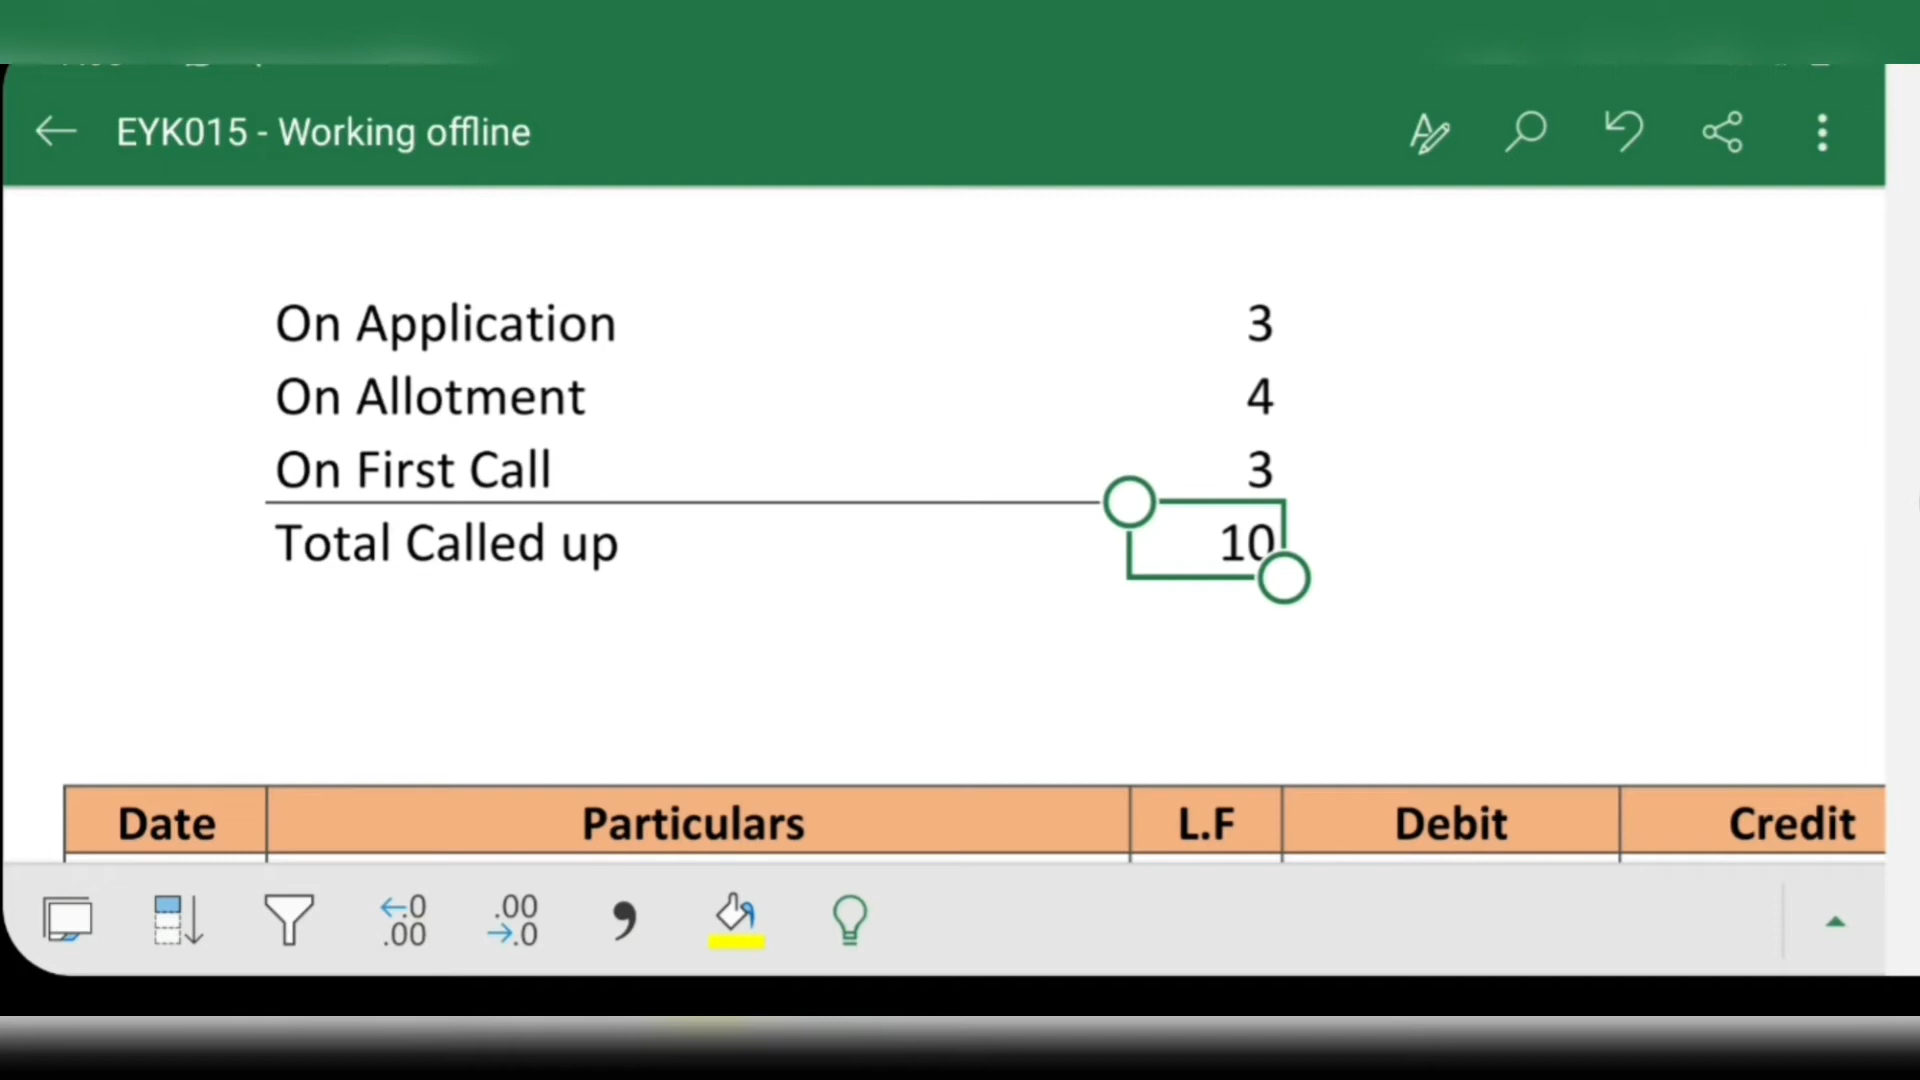 EYK015 - Working offline
On Application 3
On Allotment 4
On First Call 3
Total Called up 10
Date Particulars L.F Debit Credit
←.0 .00
.00 →.0